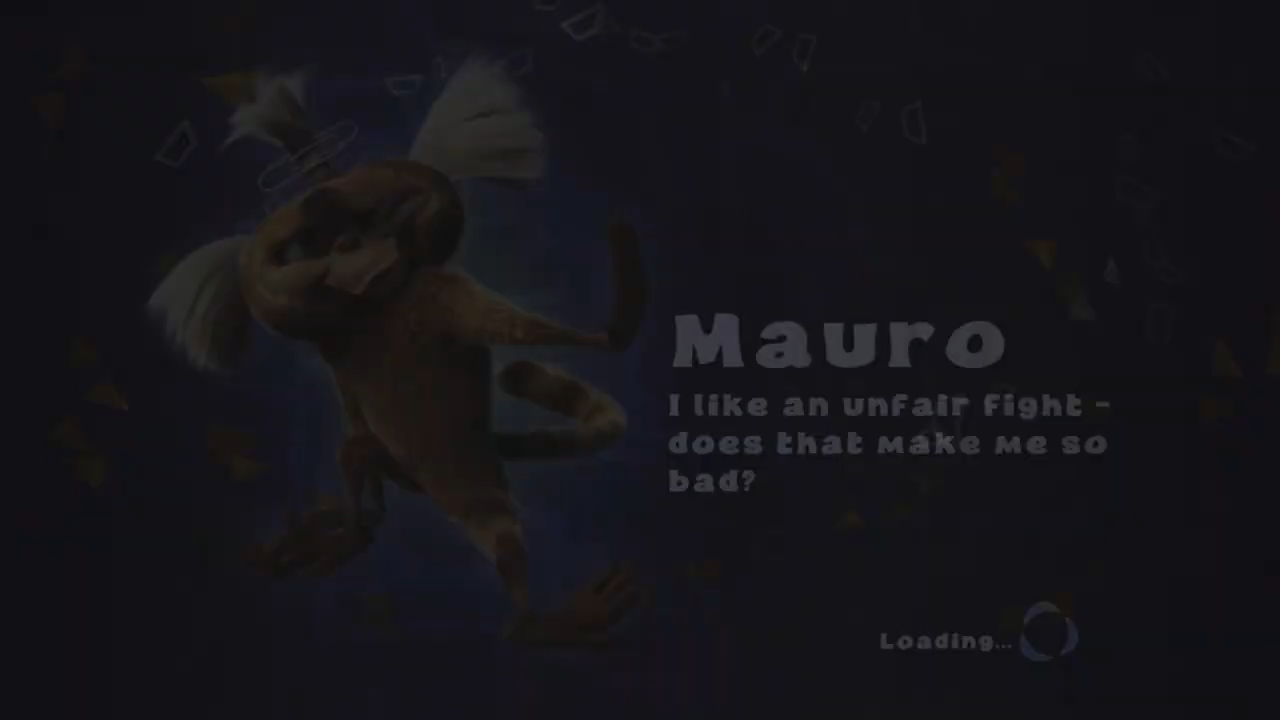 Mauro
I like an unfair fight -
does that make me so
bad?
Loading...